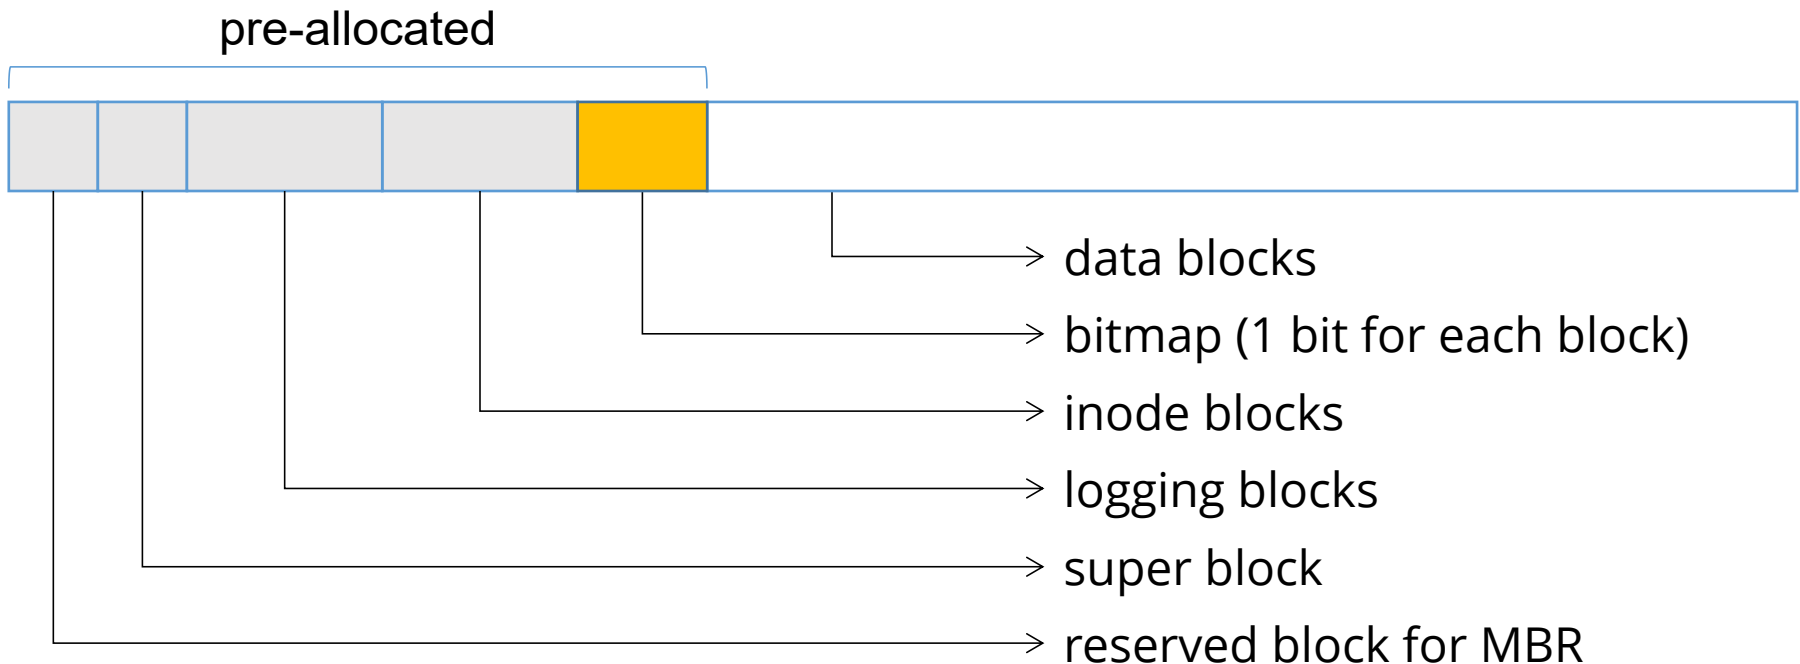 pre-allocated
data blocks
bitmap (1 bit for each block)
inode blocks
logging blocks
super block
reserved block for MBR